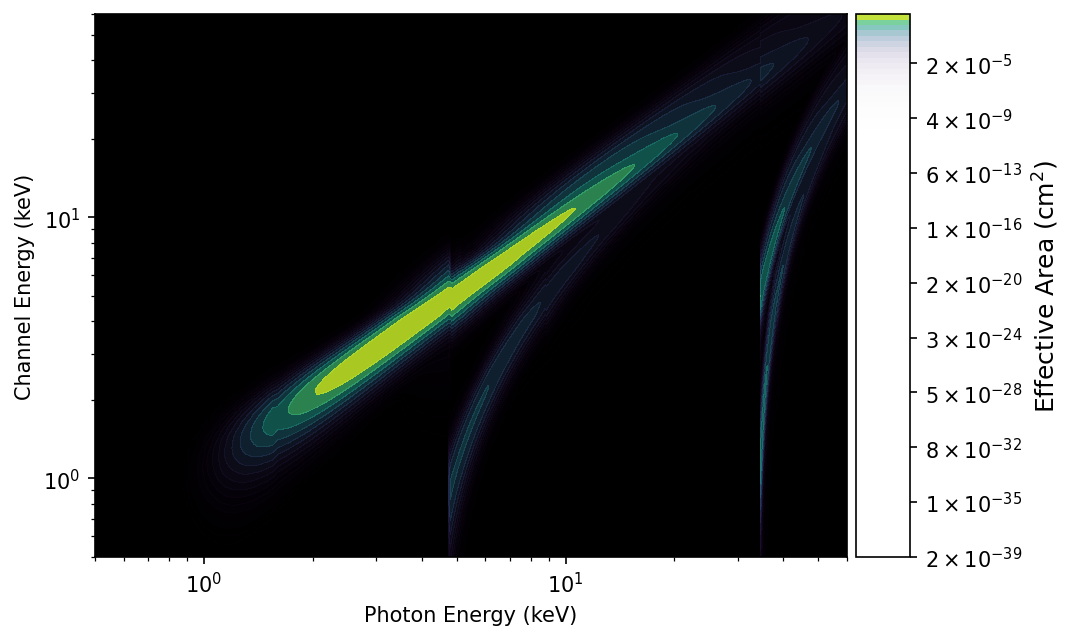 Channel Energy (keV)
10¹
10⁰
10⁰
10¹
Photon Energy (keV)
2 × 10⁻⁵
4 × 10⁻⁹
6 × 10⁻¹³
1 × 10⁻¹⁶
2 × 10⁻²⁰
3 × 10⁻²⁴
5 × 10⁻²⁸
8 × 10⁻³²
1 × 10⁻³⁵
2 × 10⁻³⁹
Effective Area (cm²)